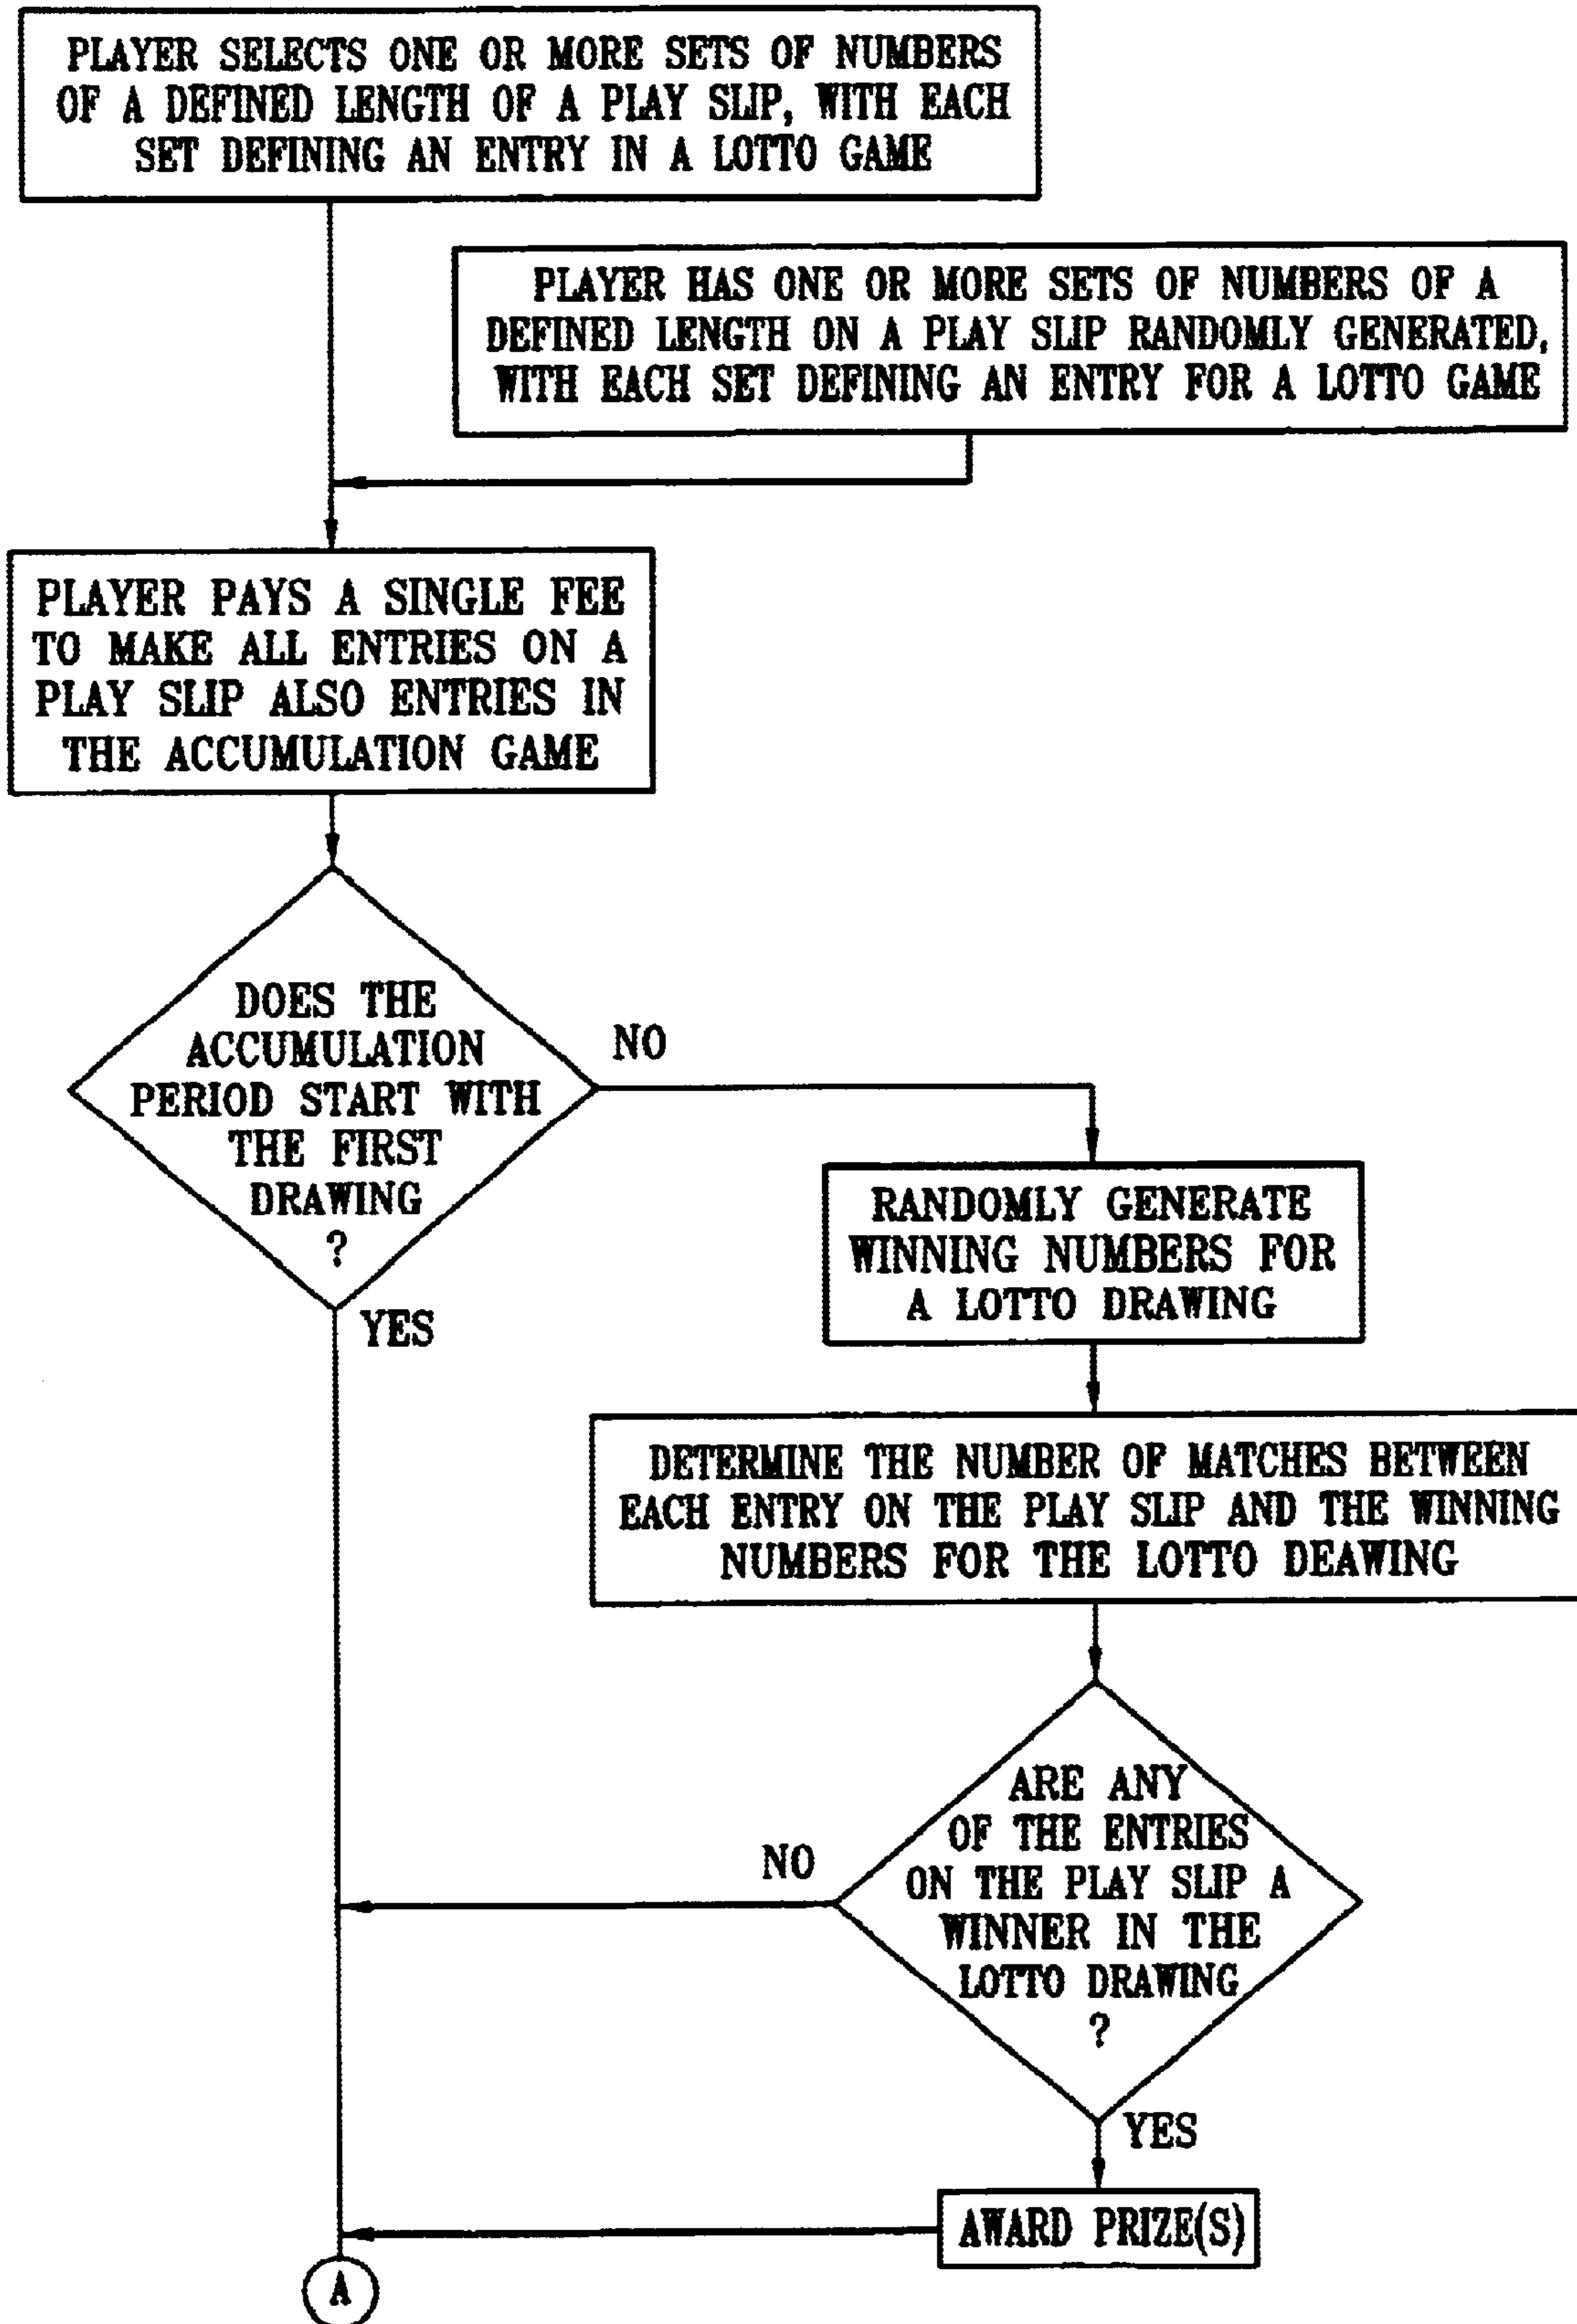 PLAYER SELECTS ONE OR MORE SETS OF NUMBERS
OF A DEFINED LENGTH OF A PLAY SLIP, WITH EACH
SET DEFINING AN ENTRY IN A LOTTO GAME
PLAYER HAS ONE OR MORE SETS OF NUMBERS OF A
DEFINED LENGTH ON A PLAY SLIP RANDOMLY GENERATED,
WITH EACH SET DEFINING AN ENTRY FOR A LOTTO GAME
PLAYER PAYS A SINGLE FEE
TO MAKE ALL ENTRIES ON A
PLAY SLIP ALSO ENTRIES IN
THE ACCUMULATION GAME
DOES THE
ACCUMULATION
PERIOD START WITH
THE FIRST
DRAWING
?
NO
YES
RANDOMLY GENERATE
WINNING NUMBERS FOR
A LOTTO DRAWING
DETERMINE THE NUMBER OF MATCHES BETWEEN
EACH ENTRY ON THE PLAY SLIP AND THE WINNING
NUMBERS FOR THE LOTTO DEAWING
ARE ANY
OF THE ENTRIES
ON THE PLAY SLIP A
WINNER IN THE
LOTTO DRAWING
?
NO
YES
AWARD PRIZE(S)
A